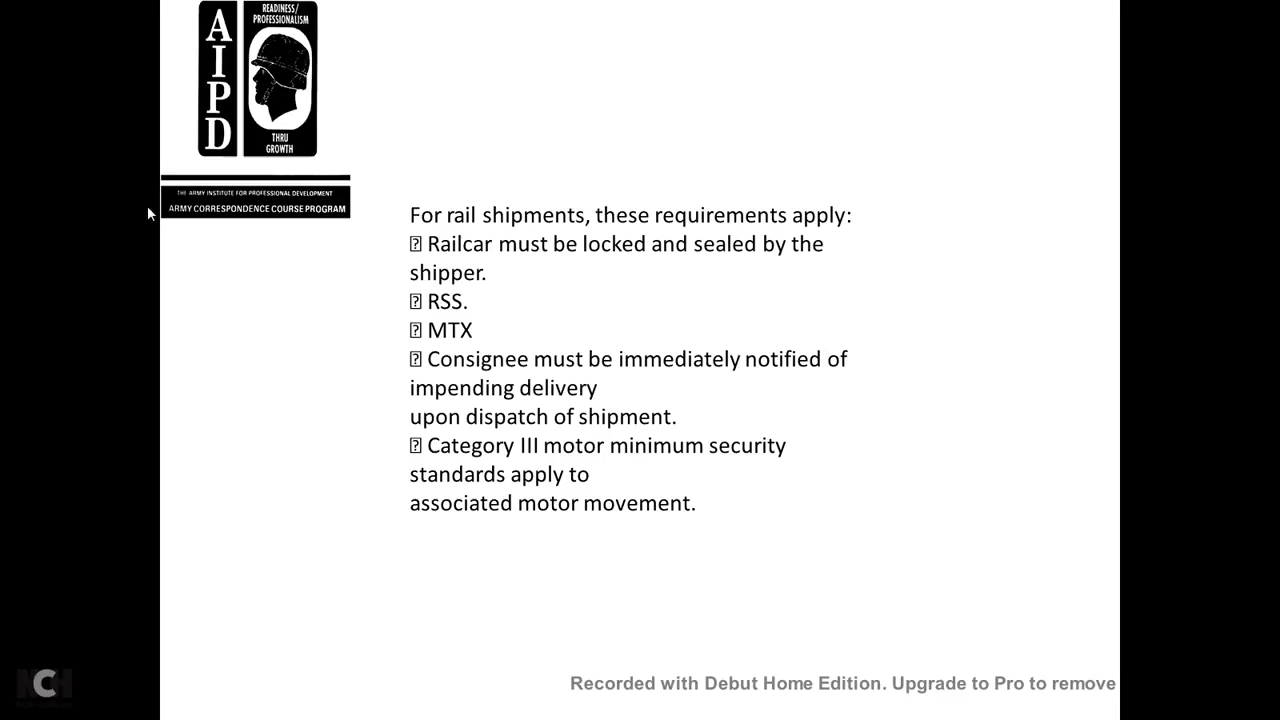 READINESS/
PROFESSIONALISM
A
I
P
D
THRU
GROWTH
THE ARMY INSTITUTE FOR PROFESSIONAL DEVELOPMENT
ARMY CORRESPONDENCE COURSE PROGRAM
For rail shipments, these requirements apply:
⍰ Railcar must be locked and sealed by the
shipper.
⍰ RSS.
⍰ MTX
⍰ Consignee must be immediately notified of
impending delivery
upon dispatch of shipment.
⍰ Category III motor minimum security
standards apply to
associated motor movement.
Recorded with Debut Home Edition. Upgrade to Pro to remove